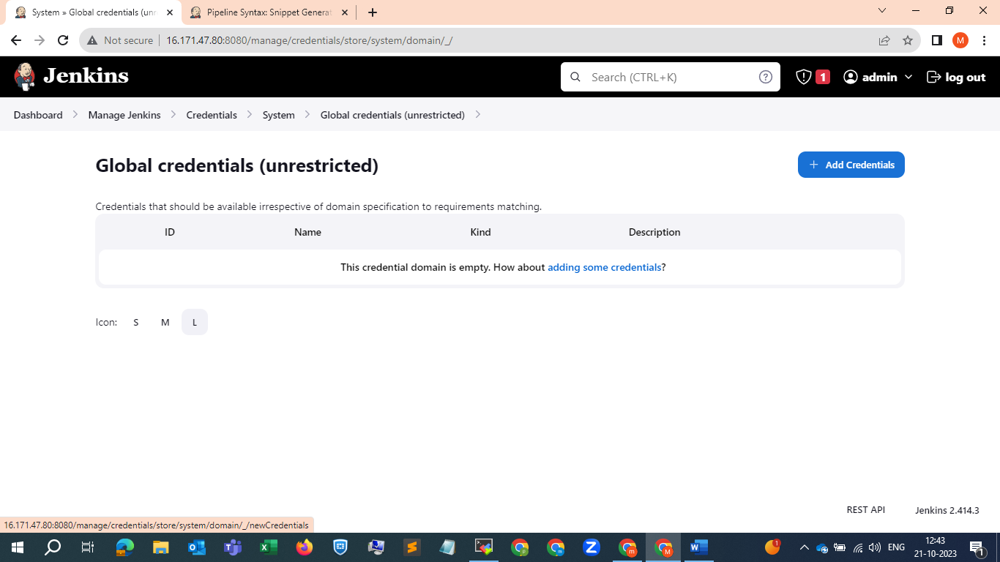 System » Global credentials (unr
Pipeline Syntax: Snippet Generat
Not secure
16.171.47.80:8080/manage/credentials/store/system/domain/_/
M
Jenkins
Search (CTRL+K)
?
1
admin
log out
Dashboard
Manage Jenkins
Credentials
System
Global credentials (unrestricted)
Global credentials (unrestricted)
+ Add Credentials
Credentials that should be available irrespective of domain specification to requirements matching.
ID Name Kind Description
This credential domain is empty. How about adding some credentials?
Icon: S M L
REST API
Jenkins 2.414.3
16.171.47.80:8080/manage/credentials/store/system/domain/_/newCredentials
ENG
12:43
21-10-2023
1